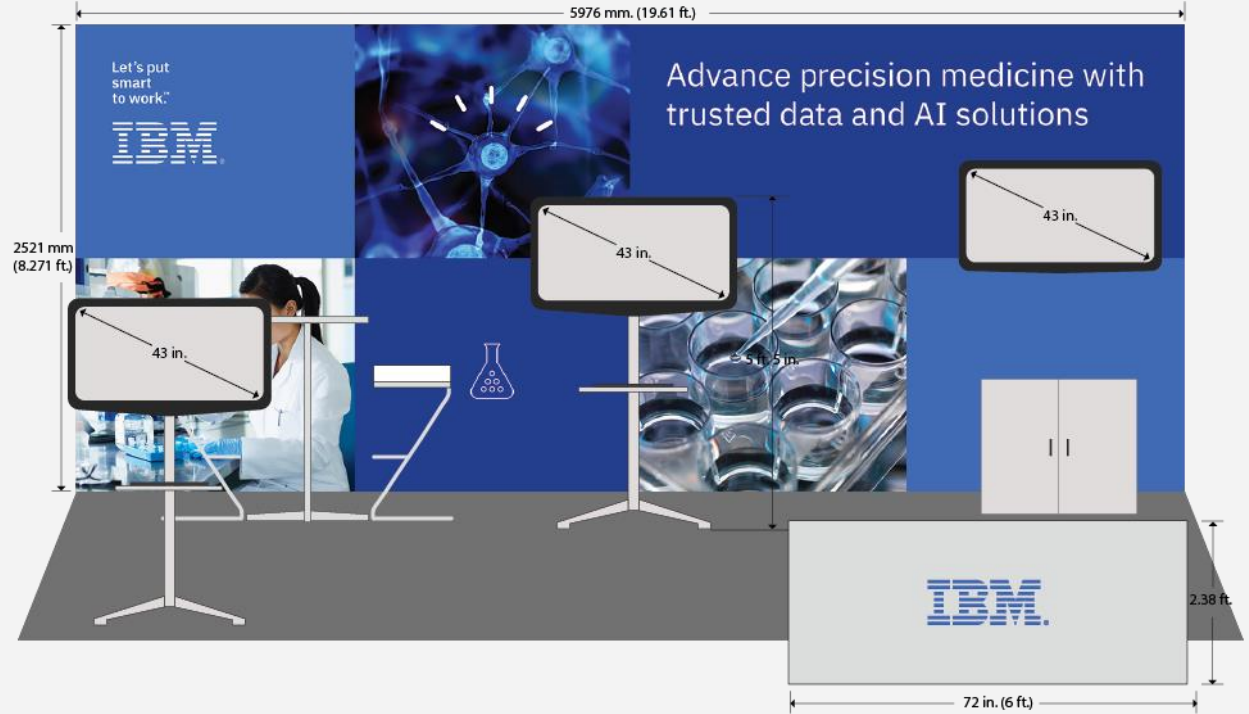 5976 mm. (19.61 ft.)
Let's put
smart
to work.™
IBM®
Advance precision medicine with
trusted data and AI solutions
43 in.
2521 mm
(8.271 ft.)
43 in.
43 in.
5 ft. 5 in.
IBM.
2.38 ft.
72 in. (6 ft.)